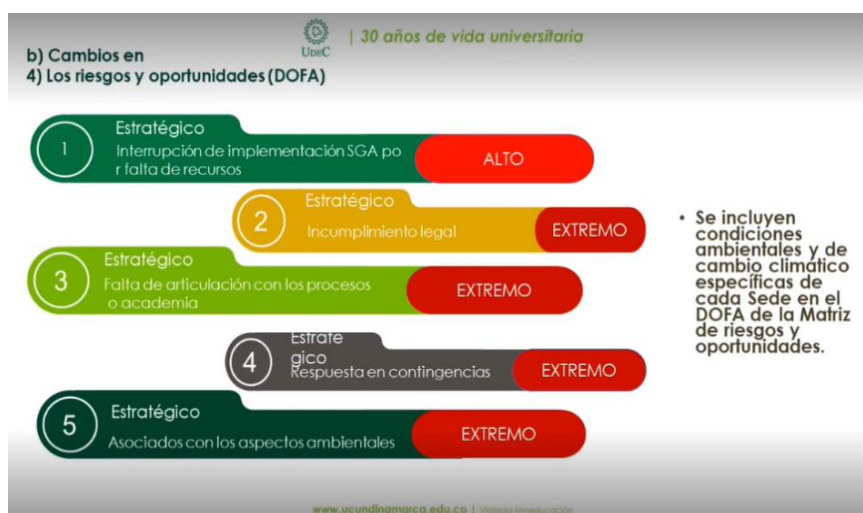 UDEC
| 30 años de vida universitaria
b) Cambios en
4) Los riesgos y oportunidades (DOFA)
1
Estratégico
Interrupción de implementación SGA po
r falta de recursos
ALTO
2
Estratégico
Incumplimiento legal
EXTREMO
3
Estratégico
Falta de articulación con los procesos
o academia
EXTREMO
4
Estraté
gico
Respuesta en contingencias
EXTREMO
5
Estratégico
Asociados con los aspectos ambientales
EXTREMO
• Se incluyen
condiciones
ambientales y de
cambio climático
específicas de
cada Sede en el
DOFA de la Matriz
de riesgos y
oportunidades.
www.ucundinamarca.edu.co | Vigilada Mineducación